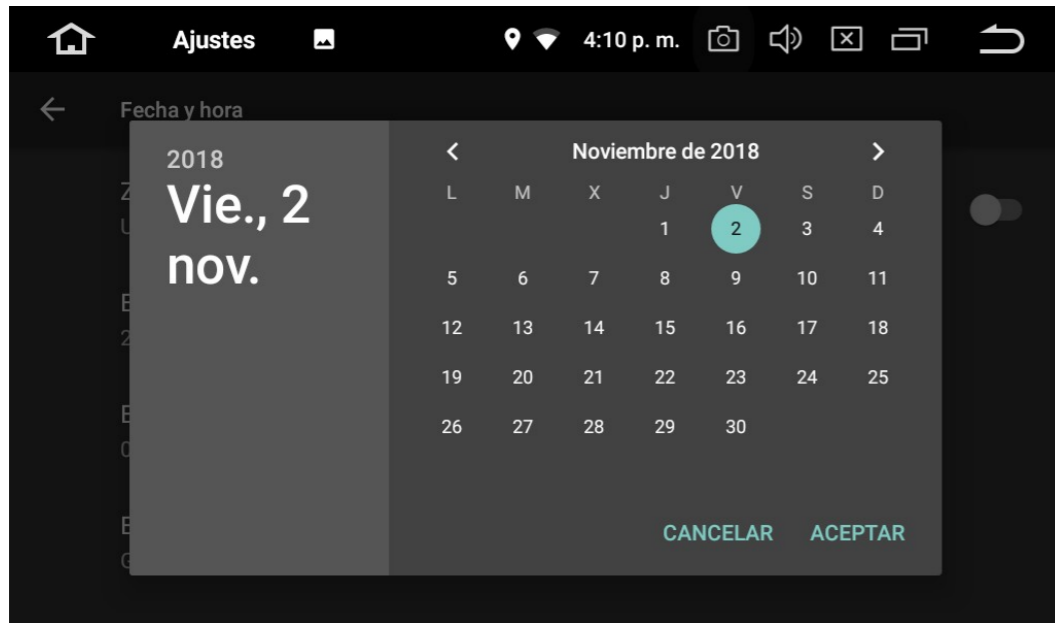 Ajustes 4:10 p. m.
Fecha y hora
2018
Vie., 2
nov.
Noviembre de 2018
L M X J V S D
1 2 3 4
5 6 7 8 9 10 11
12 13 14 15 16 17 18
19 20 21 22 23 24 25
26 27 28 29 30
CANCELAR ACEPTAR